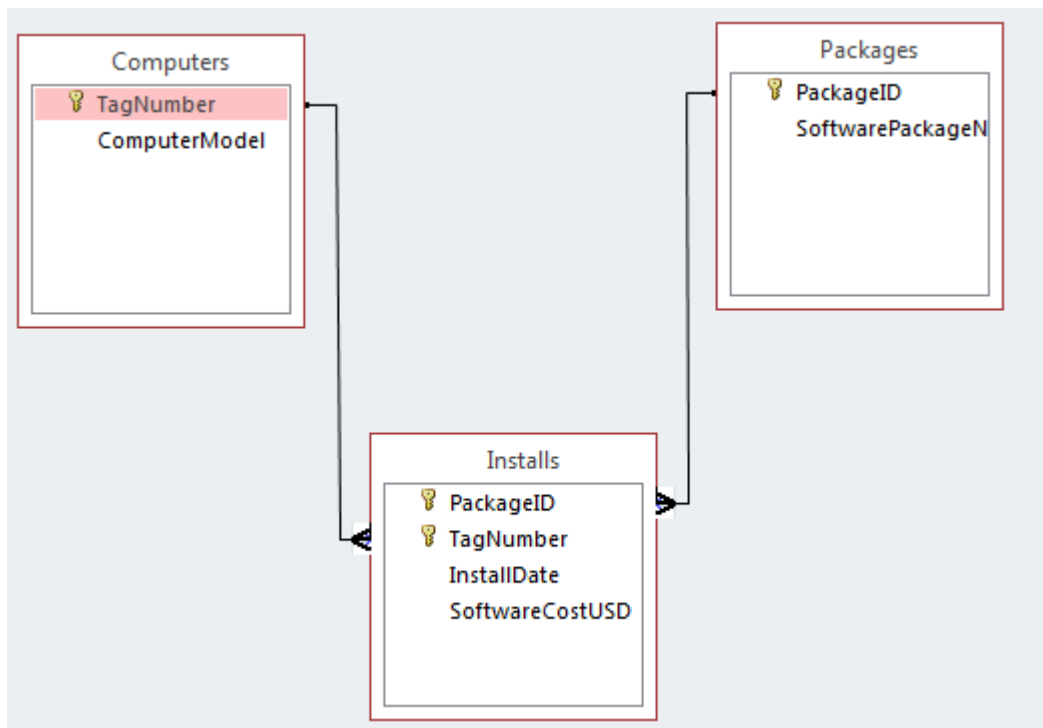 Computers
TagNumber
ComputerModel
Packages
PackageID
SoftwarePackageN
Installs
PackageID
TagNumber
InstallDate
SoftwareCostUSD